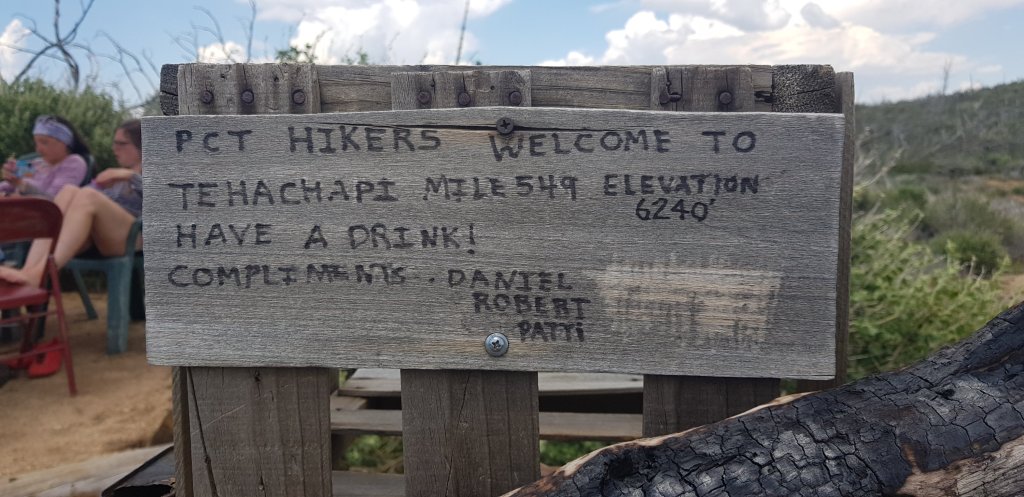 PCT HIKERS WELCOME TO
TEHACHAPI MILE 549 ELEVATION
6240'
HAVE A DRINK!
COMPLIMENTS.. DANIEL
ROBERT
PATTi